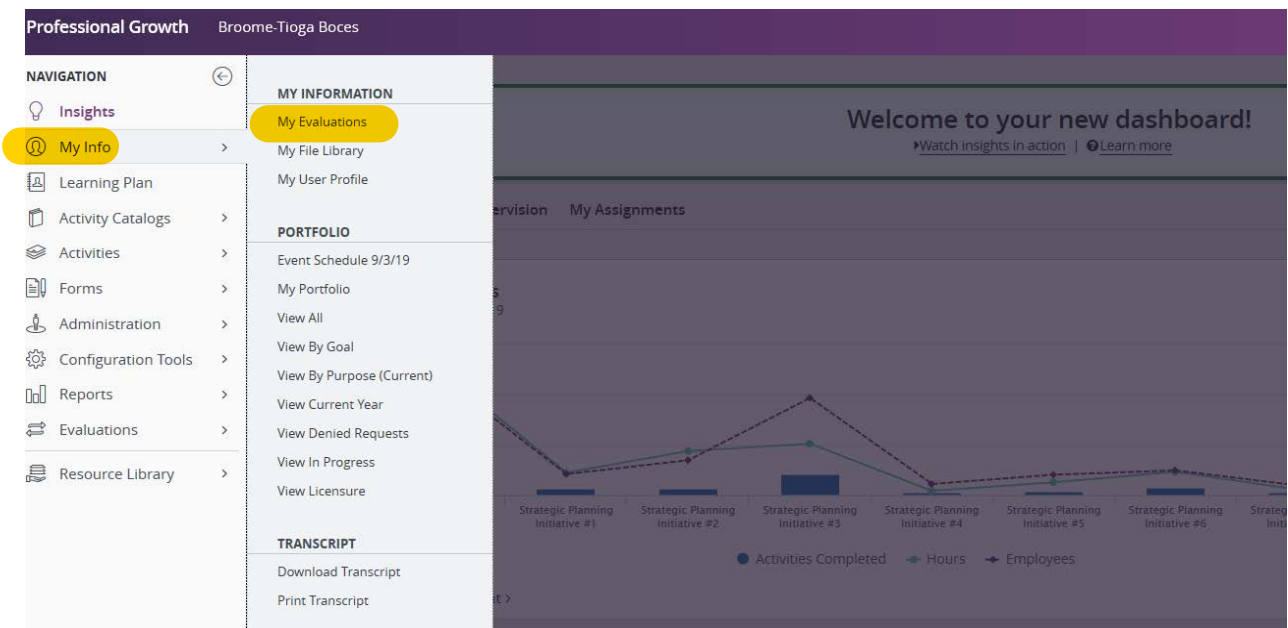 Professional Growth Broome-Tioga Boces
NAVIGATION
Insights
My Info
Learning Plan
Activity Catalogs
Activities
Forms
Administration
Configuration Tools
Reports
Evaluations
Resource Library
MY INFORMATION
My Evaluations
My File Library
My User Profile
PORTFOLIO
Event Schedule 9/3/19
My Portfolio
View All
View By Goal
View By Purpose (Current)
View Current Year
View Denied Requests
View In Progress
View Licensure
TRANSCRIPT
Download Transcript
Print Transcript
Welcome to your new dashboard!
Watch insights in action | Learn more
ervision My Assignments
s
9
Strategic Planning Strategic Planning Strategic Planning Strategic Planning Strategic Planning Strategic Planning Strateg
Initiative #1 Initiative #2 Initiative #3 Initiative #4 Initiative #5 Initiative #6 Initi
Activities Completed Hours Employees
t >